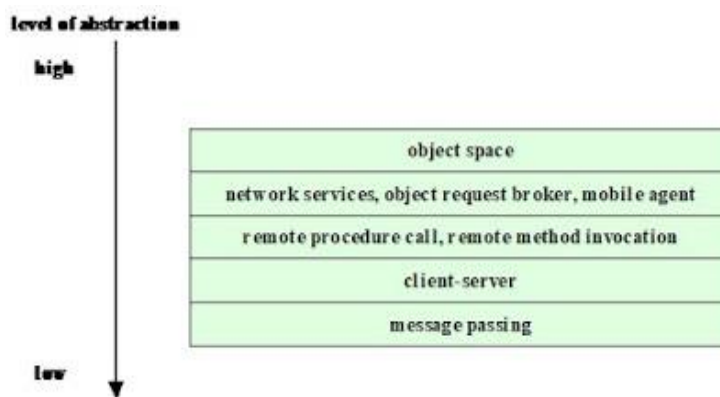 level of abstraction
high
object space
network services, object request broker, mobile agent
remote procedure call, remote method invocation
client-server
message passing
low